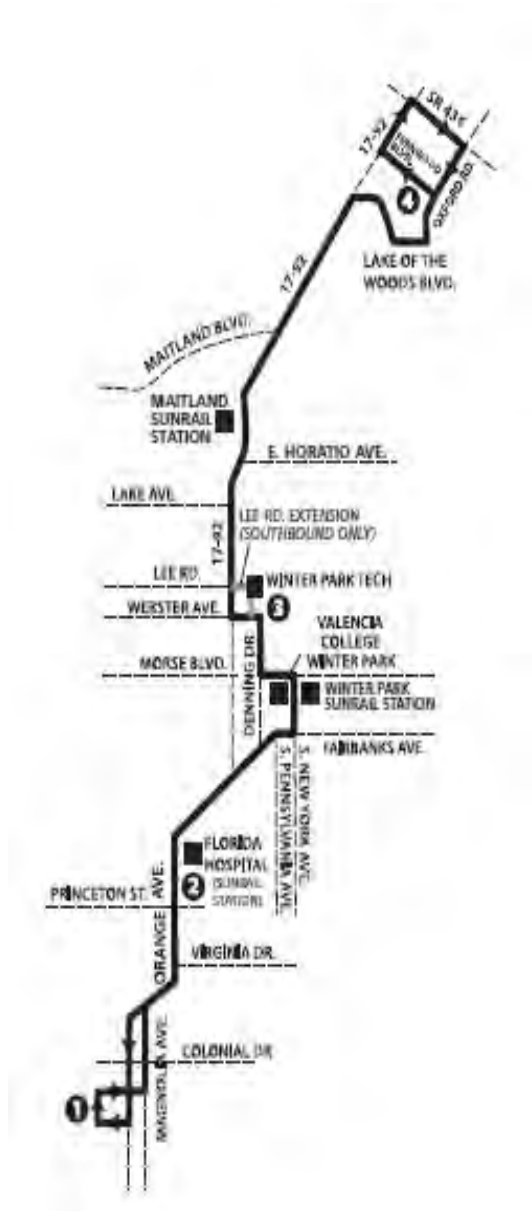 SR 436
17-92
FERNWOOD
BLVD.
4
OXFORD RD.
LAKE OF THE
WOODS BLVD.
17-92
MAITLAND BLVD.
MAITLAND
SUNRAIL
STATION
E. HORATIO AVE.
LAKE AVE.
17-92
LEE RD. EXTENSION
(SOUTHBOUND ONLY)
LEE RD.
WINTER PARK TECH
3
WEBSTER AVE.
VALENCIA
COLLEGE
WINTER PARK
MORSE BLVD.
DENNING DR.
WINTER PARK
SUNRAIL STATION
FAIRBANKS AVE.
S. PENNSYLVANIA AVE.
S. NEW YORK AVE.
FLORIDA
HOSPITAL
(SUNRAIL
STATION)
2
PRINCETON ST.
ORANGE AVE.
VIRGINIA DR.
MAGNOLIA AVE.
COLONIAL DR
1